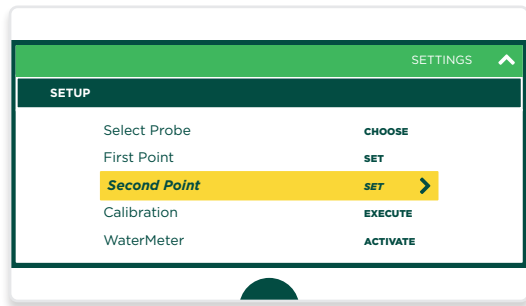 SETTINGS
SETUP
Select Probe CHOOSE
First Point SET
Second Point SET
Calibration EXECUTE
WaterMeter ACTIVATE